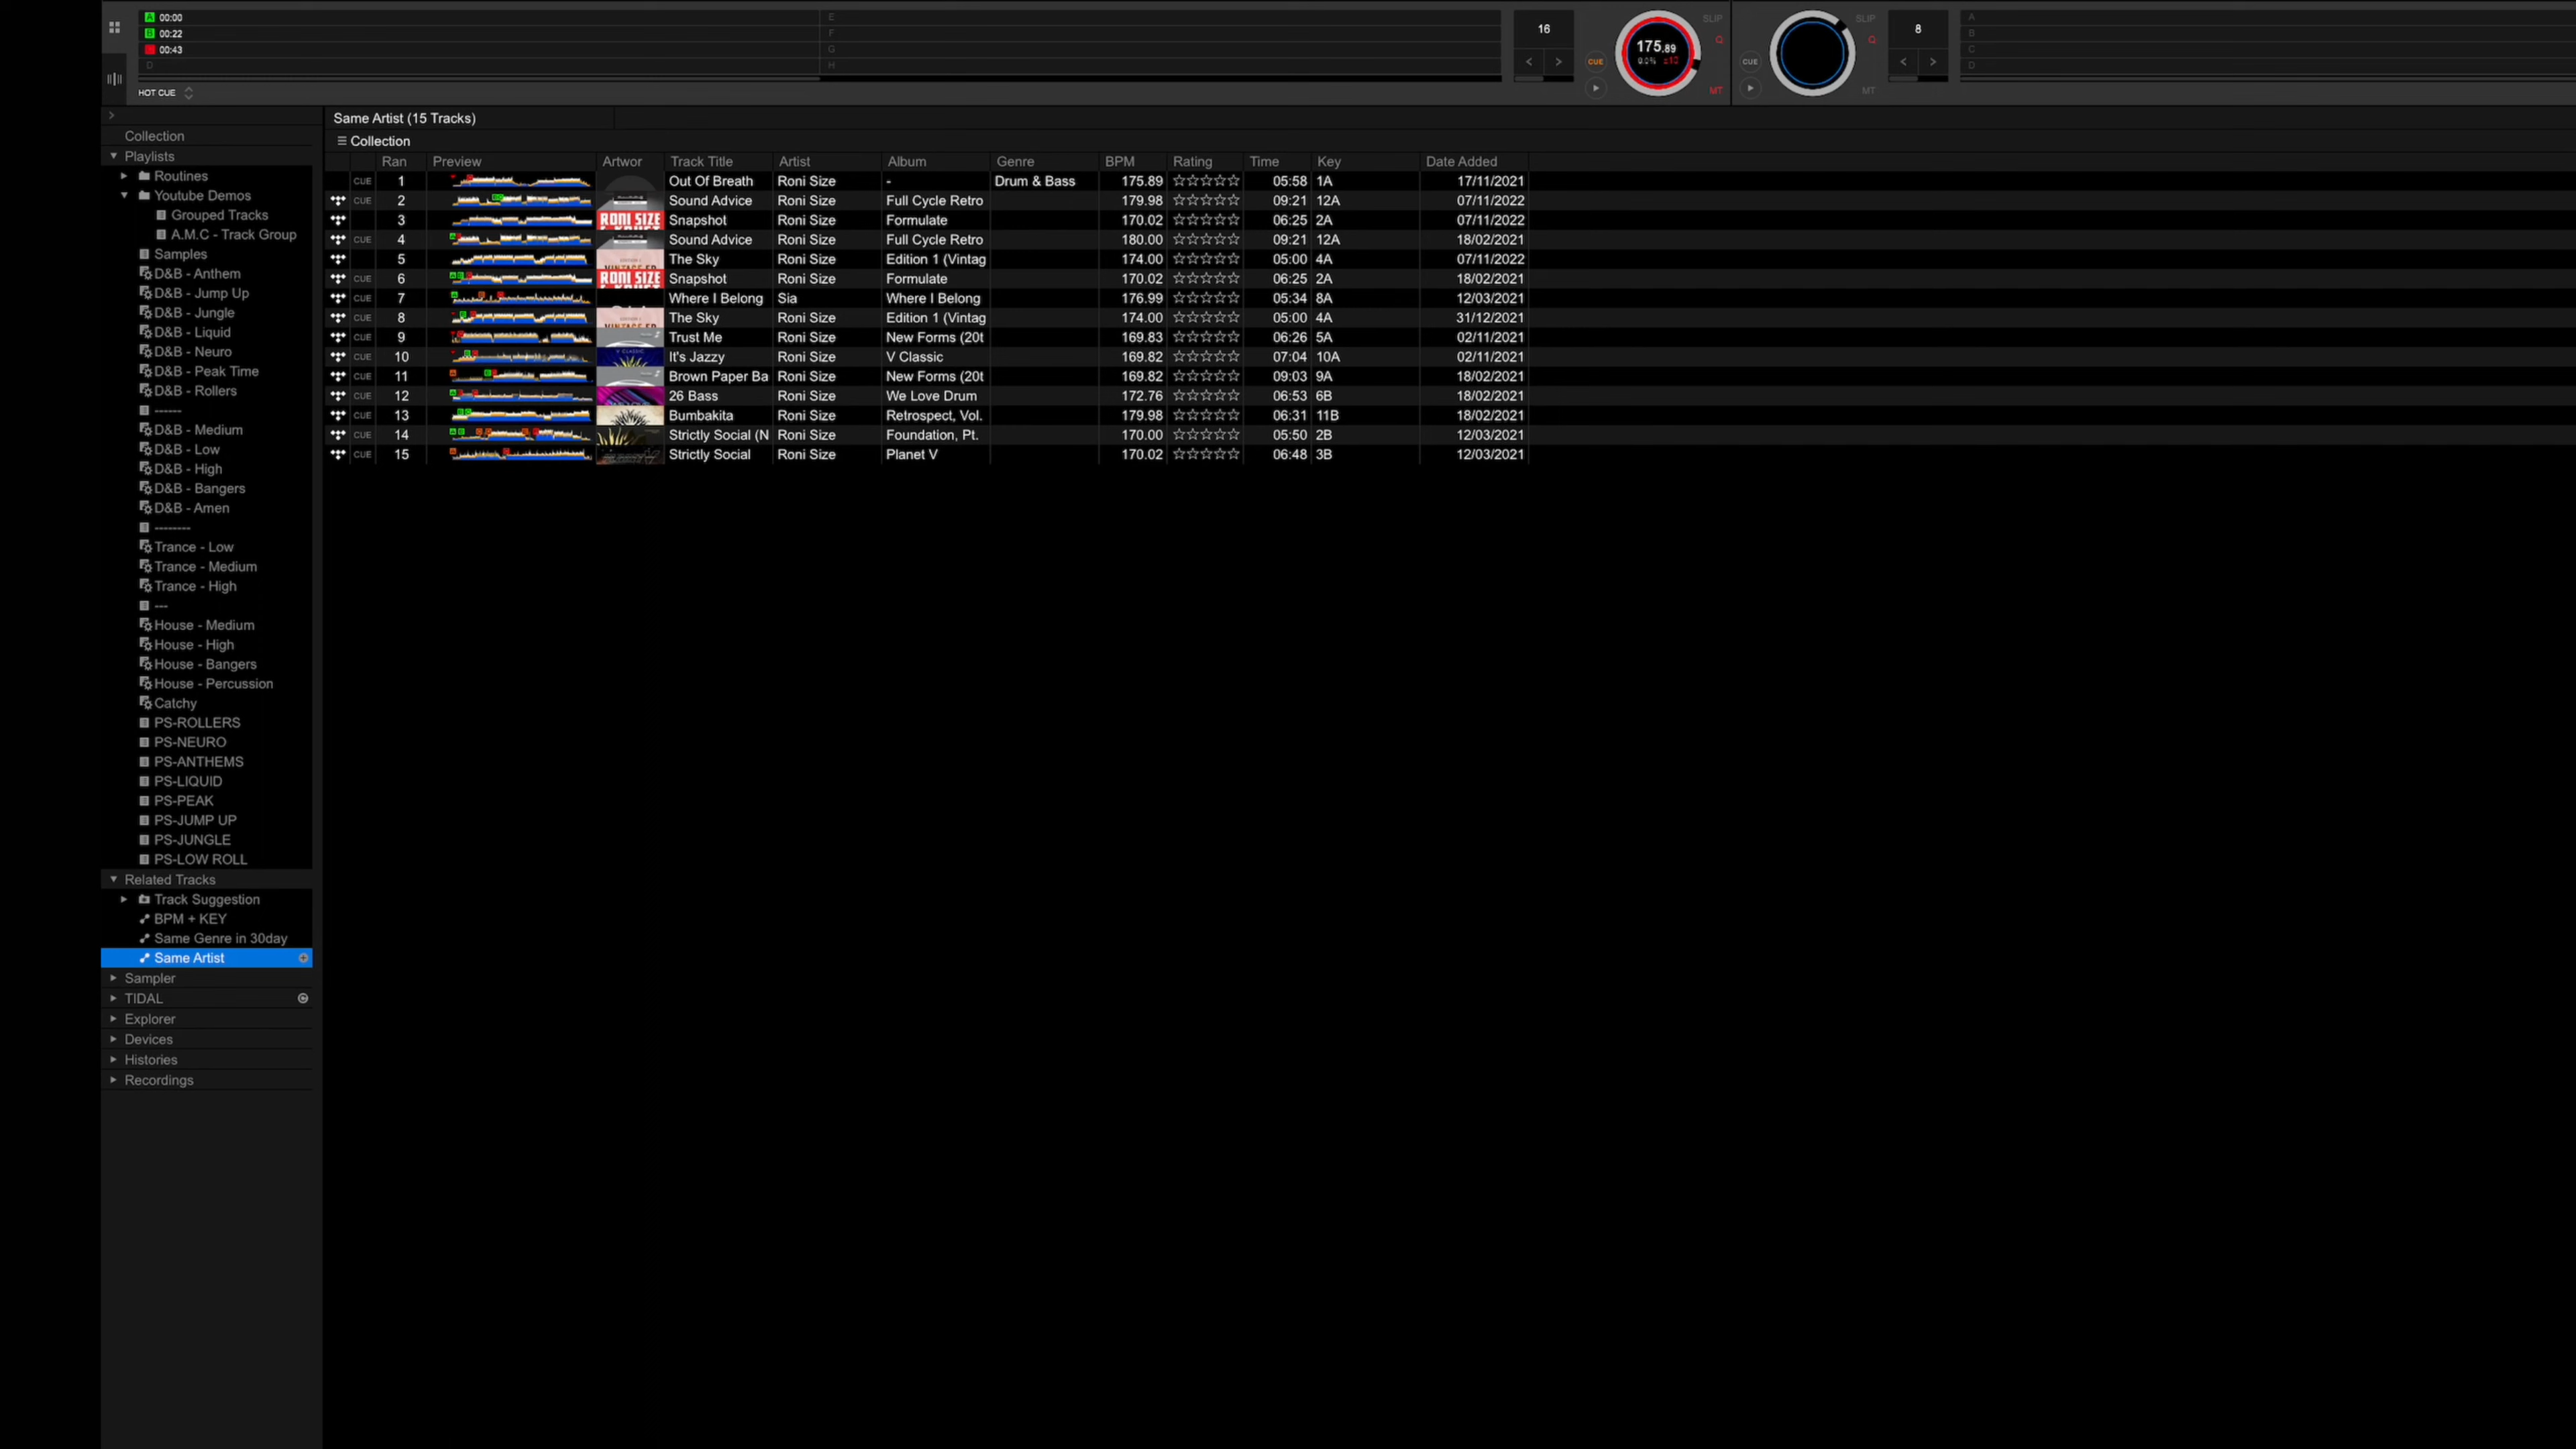 A 00:00 E
B 00:22 F
00:43 G
D H
HOT CUE
16
CUE
175.89
0.0% ±10
SLIP
Q
MT
CUE
SLIP
Q
MT
8
A
B
C
D
Collection
Playlists
Routines
Youtube Demos
Grouped Tracks
A.M.C - Track Group
Samples
D&B - Anthem
D&B - Jump Up
D&B - Jungle
D&B - Liquid
D&B - Neuro
D&B - Peak Time
D&B - Rollers
------
D&B - Medium
D&B - Low
D&B - High
D&B - Bangers
D&B - Amen
--------
Trance - Low
Trance - Medium
Trance - High
---
House - Medium
House - High
House - Bangers
House - Percussion
Catchy
PS-ROLLERS
PS-NEURO
PS-ANTHEMS
PS-LIQUID
PS-PEAK
PS-JUMP UP
PS-JUNGLE
PS-LOW ROLL
Related Tracks
Track Suggestion
BPM + KEY
Same Genre in 30day
Same Artist
Sampler
TIDAL
Explorer
Devices
Histories
Recordings
Same Artist (15 Tracks)
Collection
Ran Preview Artwor Track Title Artist Album Genre BPM Rating Time Key Date Added
CUE 1 Out Of Breath Roni Size - Drum & Bass 175.89 ☆☆☆☆☆ 05:58 1A 17/11/2021
CUE 2 Sound Advice Roni Size Full Cycle Retro 179.98 ☆☆☆☆☆ 09:21 12A 07/11/2022
3 RONI SIZE Snapshot Roni Size Formulate 170.02 ☆☆☆☆☆ 06:25 2A 07/11/2022
CUE 4 Sound Advice Roni Size Full Cycle Retro 180.00 ☆☆☆☆☆ 09:21 12A 18/02/2021
5 The Sky Roni Size Edition 1 (Vintag 174.00 ☆☆☆☆☆ 05:00 4A 07/11/2022
CUE 6 RONI SIZE Snapshot Roni Size Formulate 170.02 ☆☆☆☆☆ 06:25 2A 18/02/2021
CUE 7 Where I Belong Sia Where I Belong 176.99 ☆☆☆☆☆ 05:34 8A 12/03/2021
CUE 8 The Sky Roni Size Edition 1 (Vintag 174.00 ☆☆☆☆☆ 05:00 4A 31/12/2021
CUE 9 Trust Me Roni Size New Forms (20t 169.83 ☆☆☆☆☆ 06:26 5A 02/11/2021
CUE 10 V CLASSIC It's Jazzy Roni Size V Classic 169.82 ☆☆☆☆☆ 07:04 10A 02/11/2021
CUE 11 Brown Paper Ba Roni Size New Forms (20t 169.82 ☆☆☆☆☆ 09:03 9A 18/02/2021
CUE 12 26 Bass Roni Size We Love Drum 172.76 ☆☆☆☆☆ 06:53 6B 18/02/2021
CUE 13 Bumbakita Roni Size Retrospect, Vol. 179.98 ☆☆☆☆☆ 06:31 11B 18/02/2021
CUE 14 Strictly Social (N Roni Size Foundation, Pt. 170.00 ☆☆☆☆☆ 05:50 2B 12/03/2021
CUE 15 Strictly Social Roni Size Planet V 170.02 ☆☆☆☆☆ 06:48 3B 12/03/2021